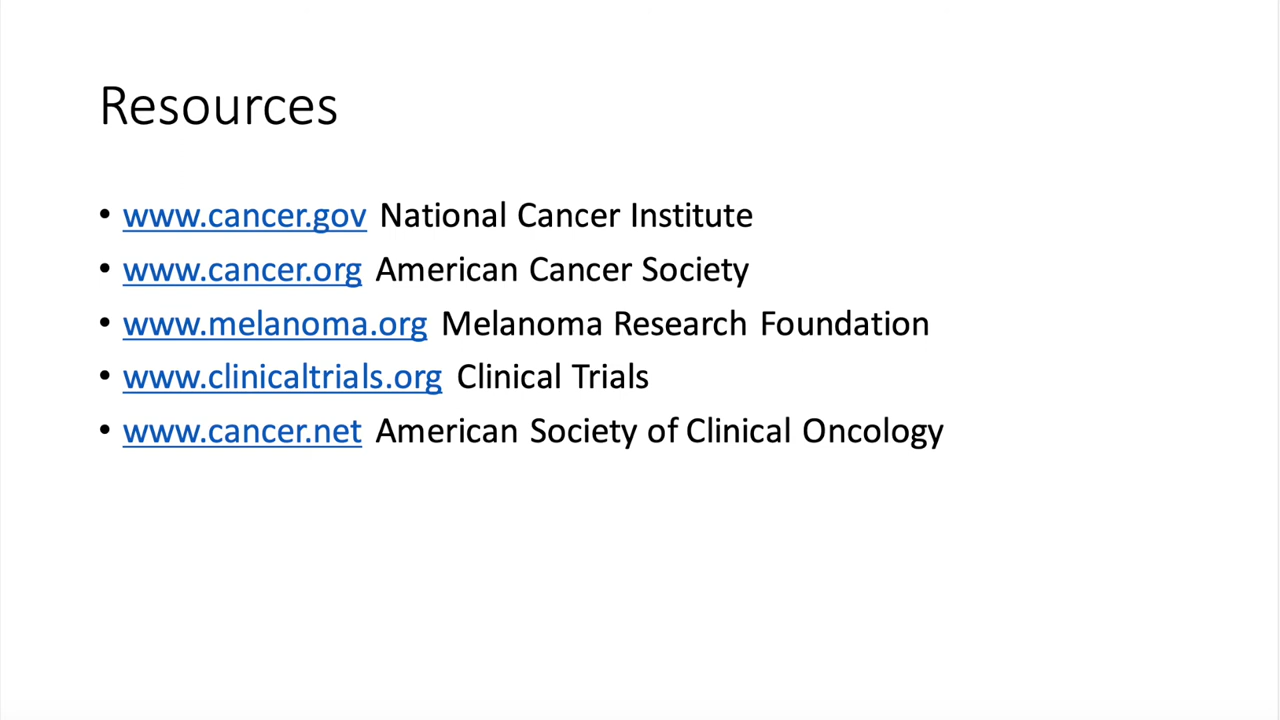 Resources
• www.cancer.gov National Cancer Institute
• www.cancer.org American Cancer Society
• www.melanoma.org Melanoma Research Foundation
• www.clinicaltrials.org Clinical Trials
• www.cancer.net American Society of Clinical Oncology